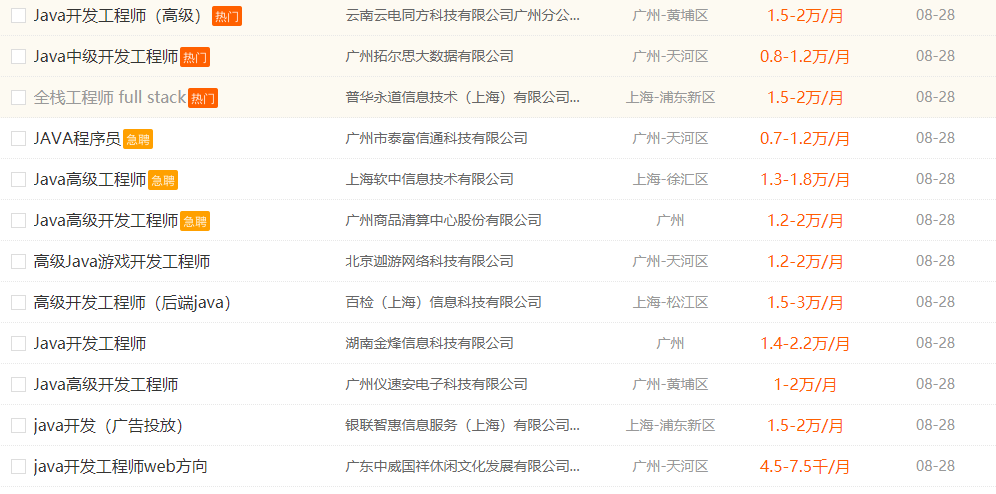 Java开发工程师（高级） 热门 云南云电同方科技有限公司广州分公... 广州-黄埔区 1.5-2万/月 08-28
Java中级开发工程师 热门 广州拓尔思大数据有限公司 广州-天河区 0.8-1.2万/月 08-28
全栈工程师 full stack 热门 普华永道信息技术（上海）有限公司... 上海-浦东新区 1.5-2万/月 08-28
JAVA程序员 急聘 广州市泰富信通科技有限公司 广州-天河区 0.7-1.2万/月 08-28
Java高级工程师 急聘 上海软中信息技术有限公司 上海-徐汇区 1.3-1.8万/月 08-28
Java高级开发工程师 急聘 广州商品清算中心股份有限公司 广州 1.2-2万/月 08-28
高级Java游戏开发工程师 北京迦游网络科技有限公司 广州-天河区 1.2-2万/月 08-28
高级开发工程师（后端java） 百检（上海）信息科技有限公司 上海-松江区 1.5-3万/月 08-28
Java开发工程师 湖南金烽信息科技有限公司 广州 1.4-2.2万/月 08-28
Java高级开发工程师 广州仪速安电子科技有限公司 广州-黄埔区 1-2万/月 08-28
java开发（广告投放） 银联智惠信息服务（上海）有限公司... 上海-浦东新区 1.5-2万/月 08-28
java开发工程师web方向 广东中威国祥休闲文化发展有限公司... 广州-天河区 4.5-7.5千/月 08-28